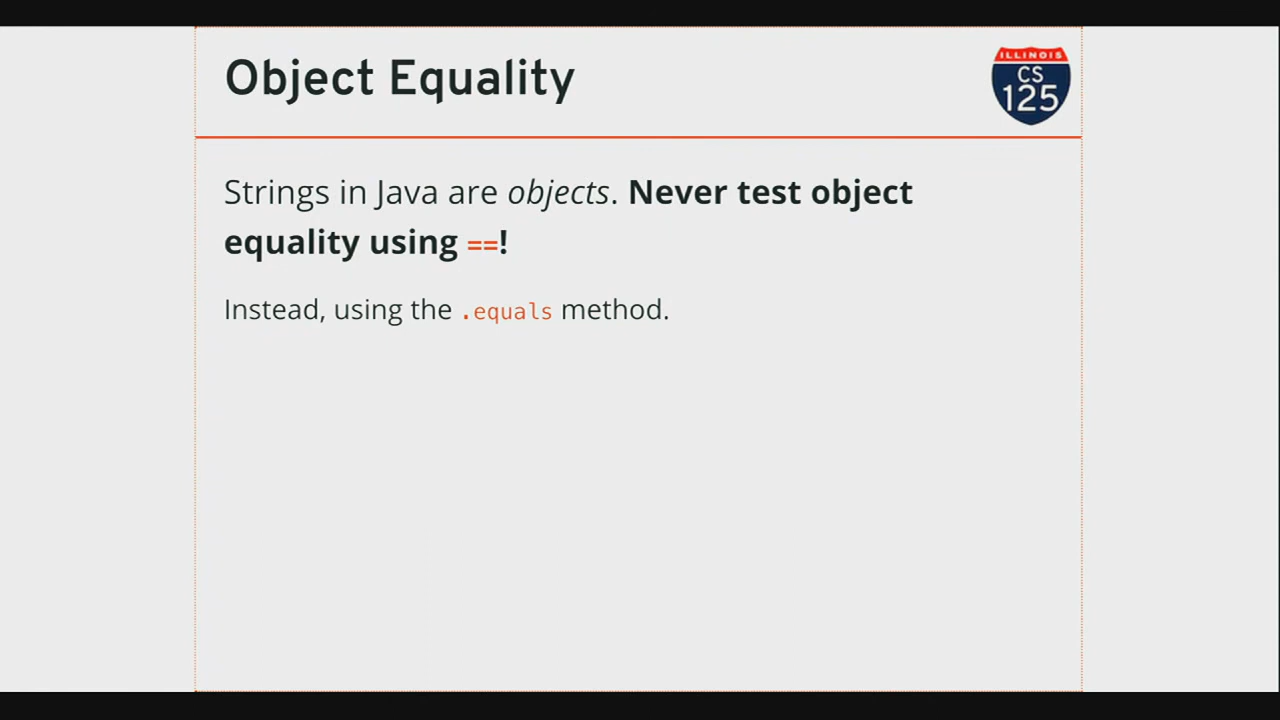 Object Equality
ILLINOIS
CS
125
Strings in Java are objects. Never test object
equality using ==!
Instead, using the .equals method.